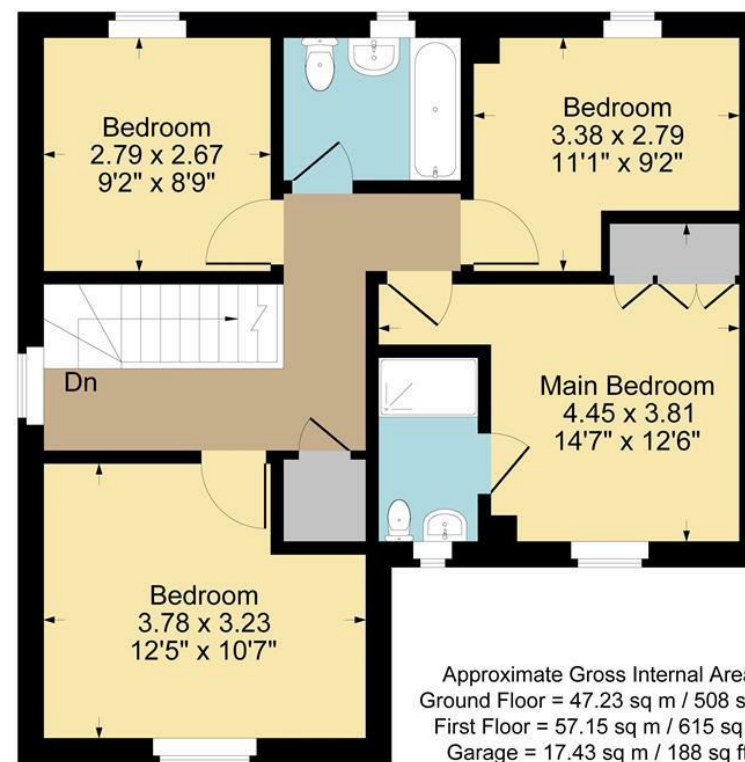 Bedroom
2.79 x 2.67
9'2" x 8'9"
Bedroom
3.38 x 2.79
11'1" x 9'2"
Dn
Main Bedroom
4.45 x 3.81
14'7" x 12'6"
Bedroom
3.78 x 3.23
12'5" x 10'7"
Approximate Gross Internal Area
Ground Floor = 47.23 sq m / 508 s
First Floor = 57.15 sq m / 615 sq
Garage = 17.43 sq m / 188 sq ft